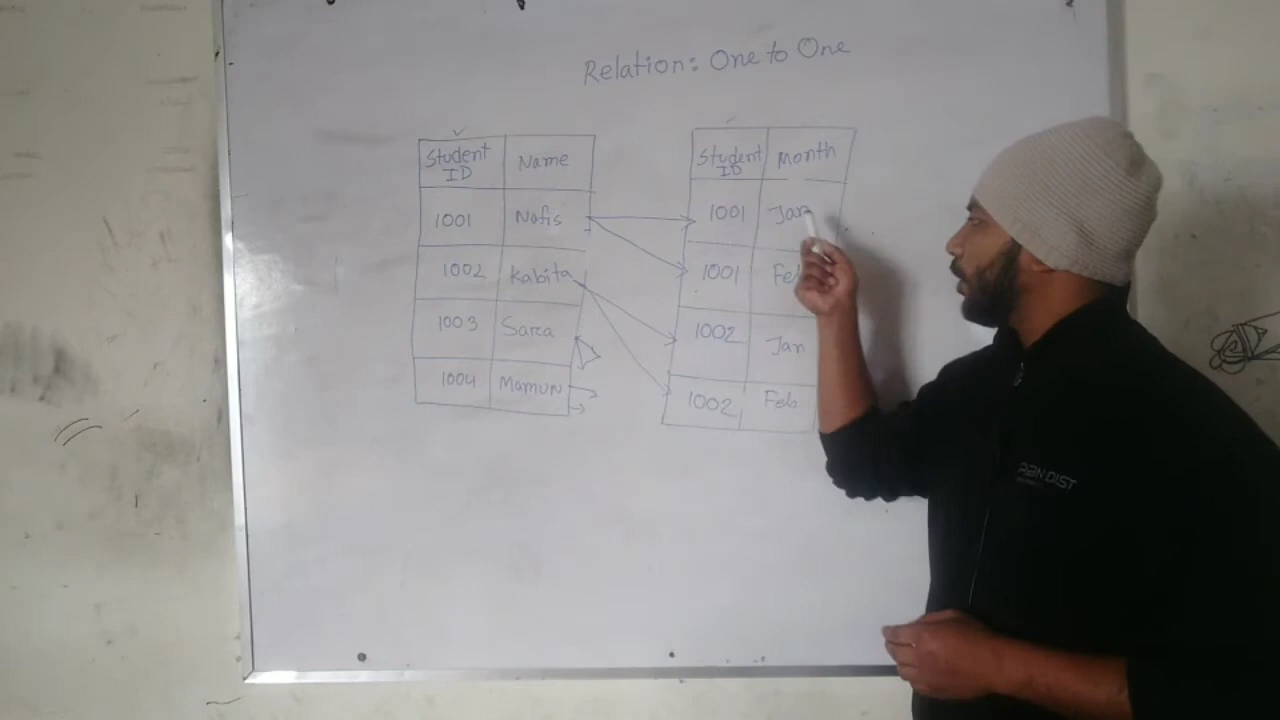 Relation: One to One
Student ID Name
1001 Nafis
1002 Kabita
1003 Sara
1004 Mamun
Student ID Month
1001 Jan
1001 Feb
1002 Jan
1002 Feb